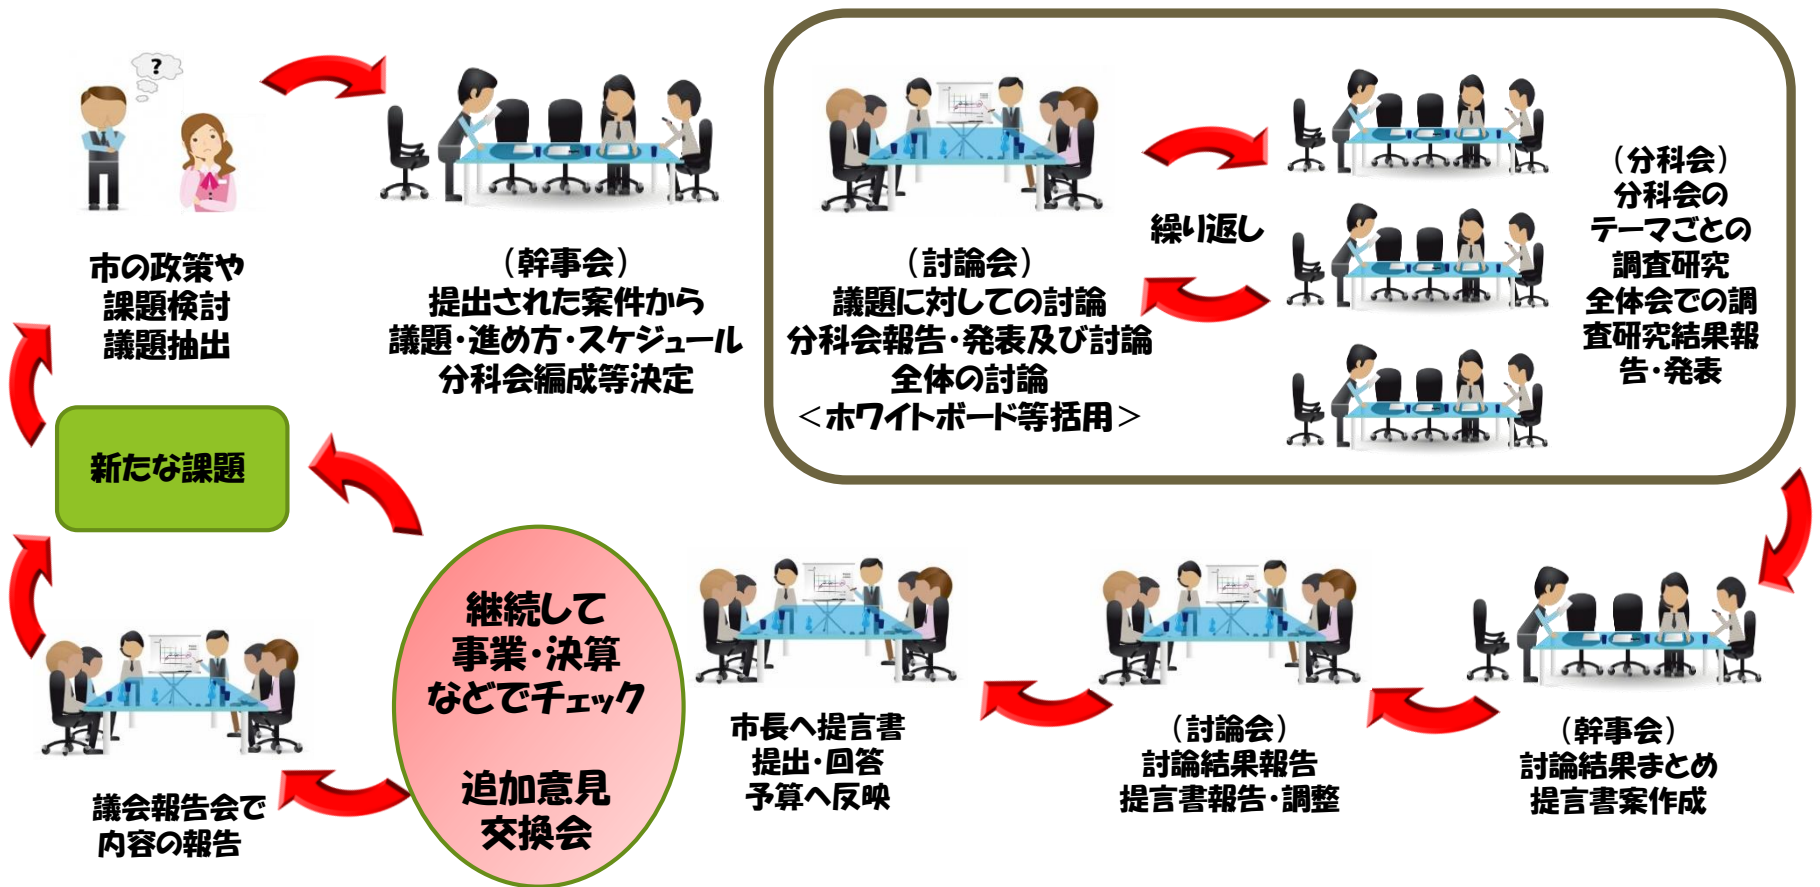 ?
市の政策や
課題検討
議題抽出
（幹事会）
提出された案件から
議題・進め方・スケジュール
分科会編成等決定
（討論会）
議題に対しての討論
分科会報告・発表及び討論
全体の討論
＜ホワイトボード等括用＞
繰り返し
（分科会）
分科会の
テーマごとの
調査研究
全体会での調
査研究結果報
告・発表
（幹事会）
討論結果まとめ
提言書案作成
（討論会）
討論結果報告
提言書報告・調整
市長へ提言書
提出・回答
予算へ反映
継続して
事業・決算
などでチェック
追加意見
交換会
議会報告会で
内容の報告
新たな課題